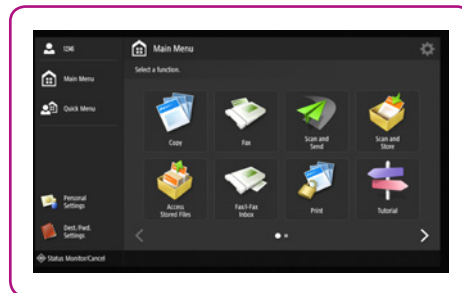 Main Menu
Select a function.
Main Menu
Quick Menu
Copy
Fax
Scan and
Send
Scan and
Store
Access
Stored Files
Fax/I-Fax
Inbox
Print
Tutorial
Personal
Settings
Dest./Fwd.
Settings
Status Monitor/Cancel